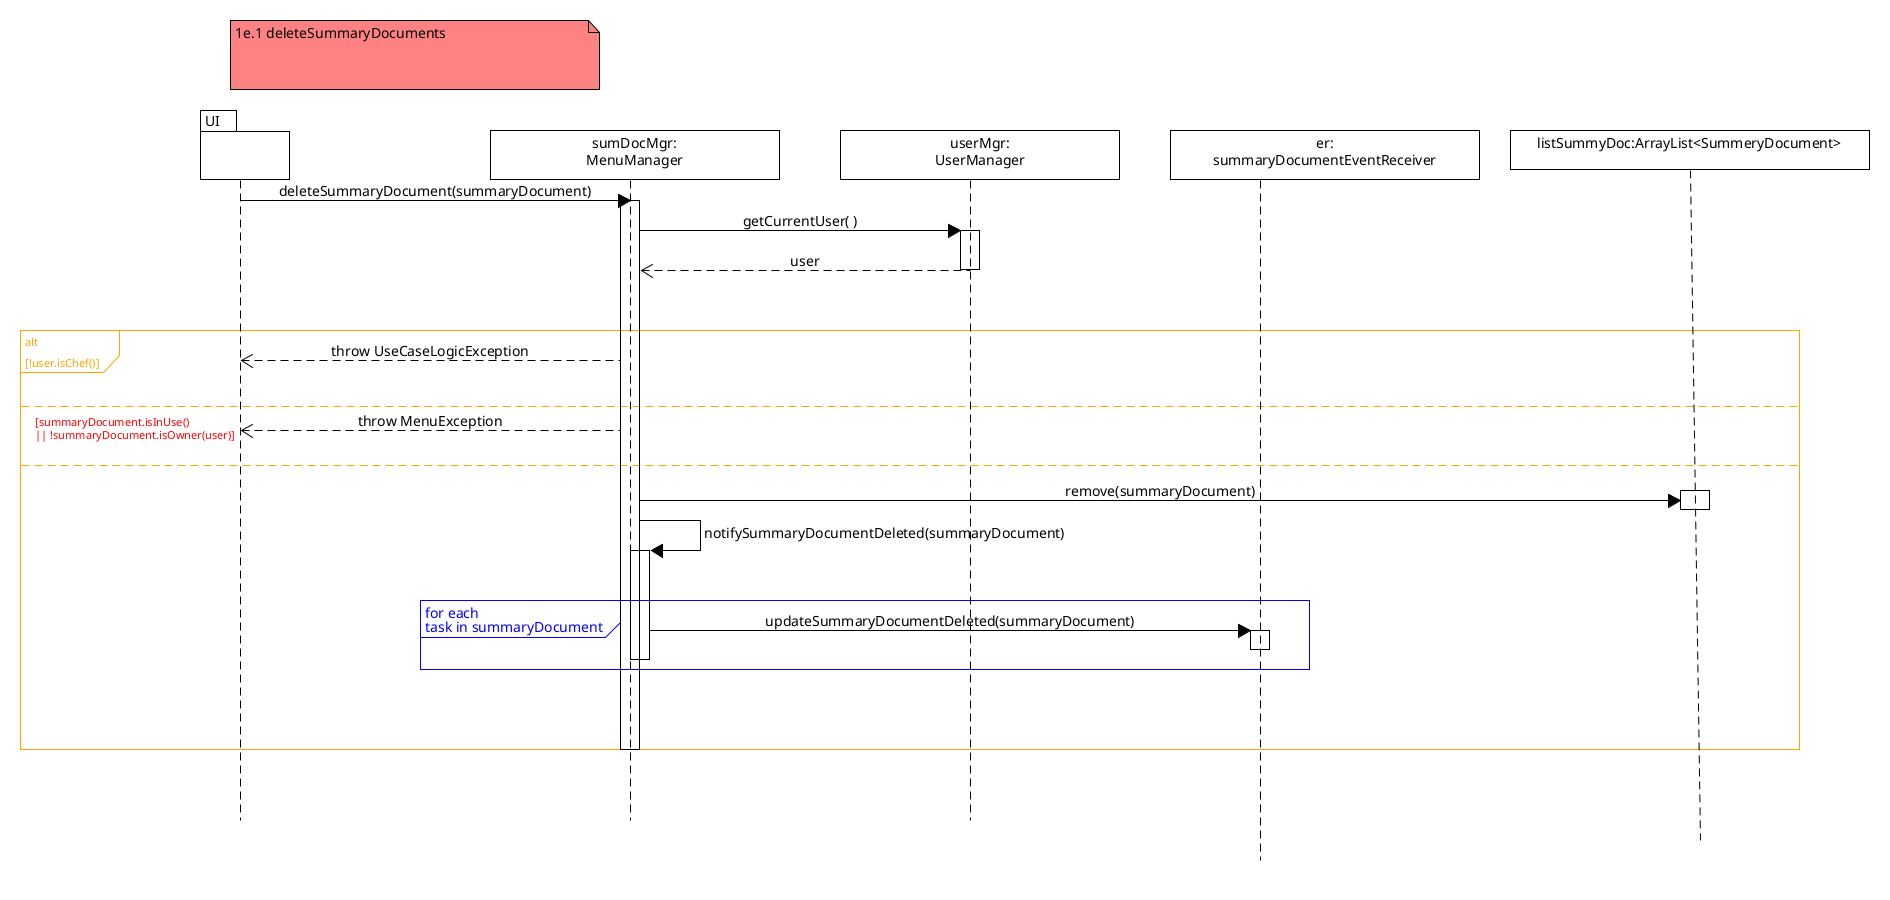 1e.1 deleteSummaryDocuments
UI
sumDocMgr:
MenuManager
userMgr:
UserManager
er:
summaryDocumentEventReceiver
listSummyDoc:ArrayList<SummeryDocument>
deleteSummaryDocument(summaryDocument)
getCurrentUser( )
user
alt
[!user.isChef()]
throw UseCaseLogicException
[summaryDocument.isInUse()
|| !summaryDocument.isOwner(user)]
throw MenuException
remove(summaryDocument)
notifySummaryDocumentDeleted(summaryDocument)
for each
task in summaryDocument
updateSummaryDocumentDeleted(summaryDocument)